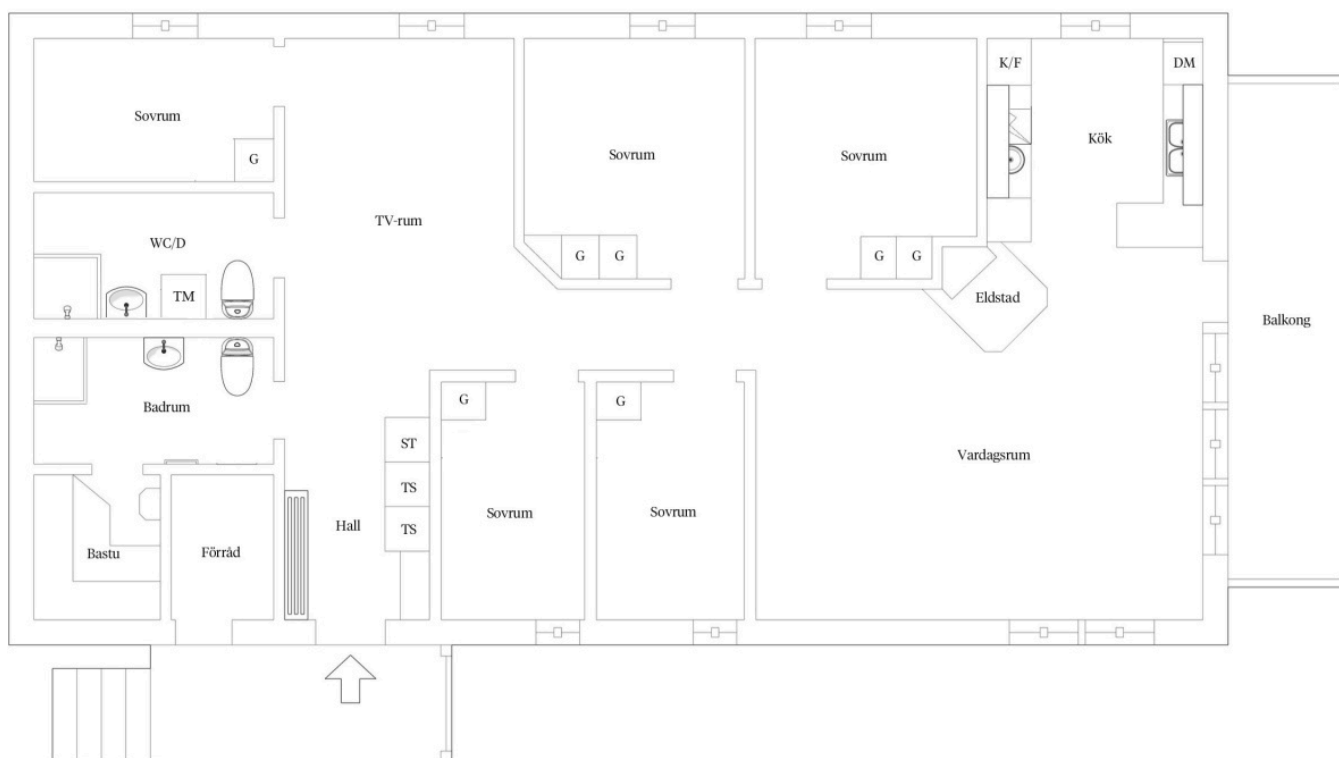 K/F
DM
Sovrum
Kök
Sovrum
Sovrum
G
TV-rum
WC/D
G
G
G
G
TM
Eldstad
Balkong
G
G
Badrum
ST
Vardagsrum
TS
Sovrum
Sovrum
Hall
TS
Bastu
Förråd